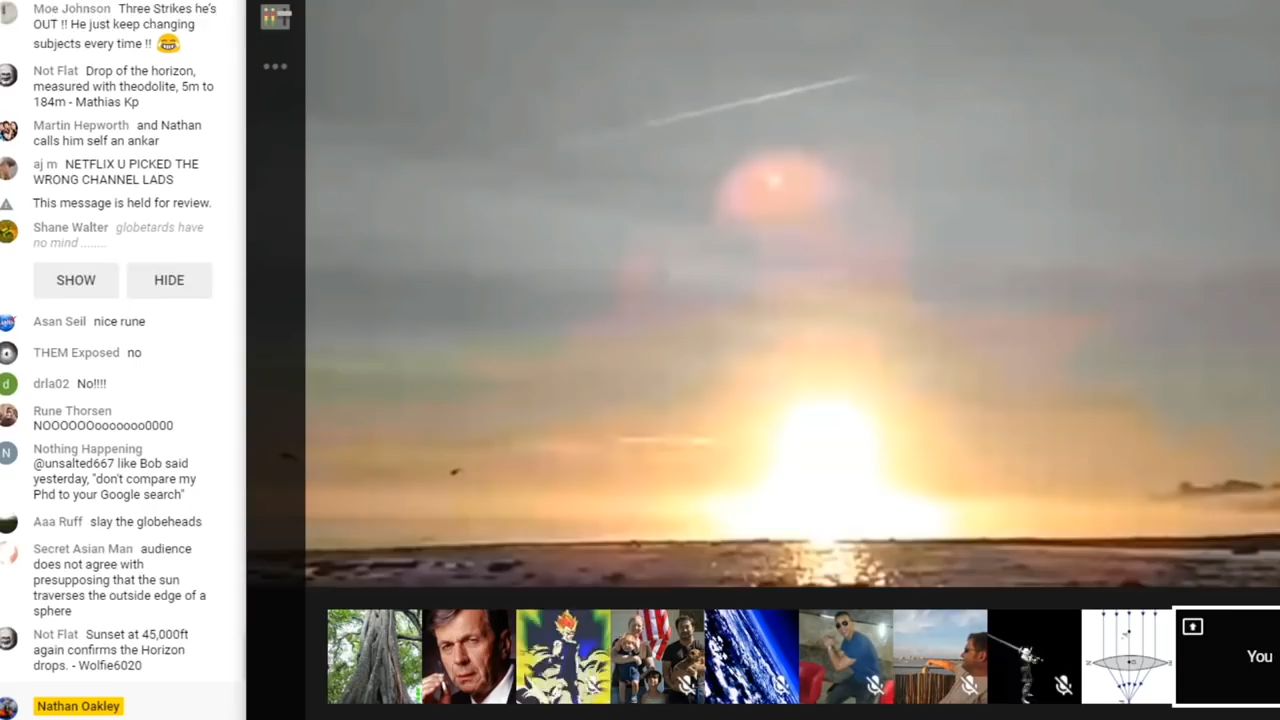 Moe Johnson Three Strikes he's
OUT !! He just keep changing
subjects every time !! 😂
Not Flat Drop of the horizon,
measured with theodolite, 5m to
184m - Mathias Kp
Martin Hepworth and Nathan
calls him self an ankar
aj m NETFLIX U PICKED THE
WRONG CHANNEL LADS
This message is held for review.
Shane Walter globetards have
no mind ........
SHOW HIDE
Asan Seil nice rune
THEM Exposed no
d drla02 No!!!!
Rune Thorsen
NOOOOOOooooooo0000
N Nothing Happening
@unsalted667 like Bob said
yesterday, "don't compare my
Phd to your Google search"
Aaa Ruff slay the globeheads
Secret Asian Man audience
does not agree with
presupposing that the sun
traverses the outside edge of a
sphere
Not Flat Sunset at 45,000ft
again confirms the Horizon
drops. - Wolfie6020
Nathan Oakley
You